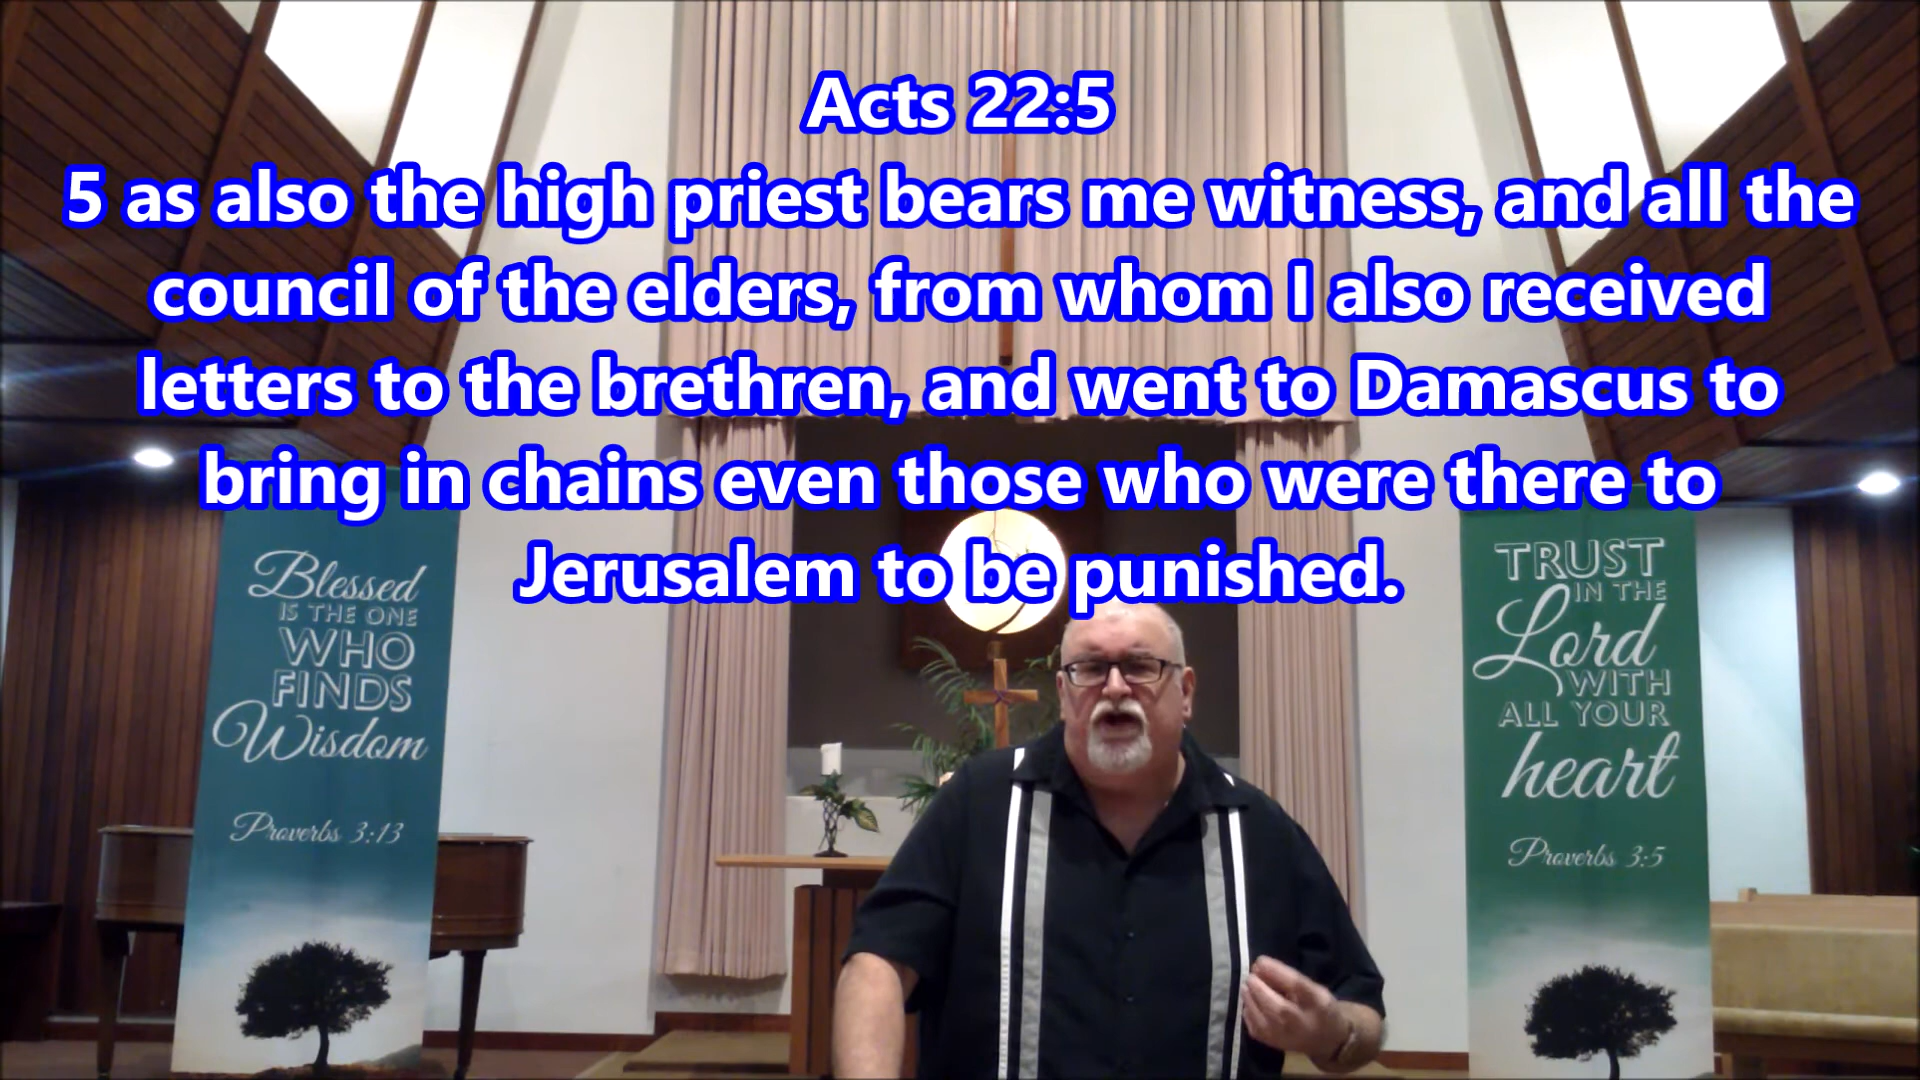 Acts 22:5
5 as also the high priest bears me witness, and all the
council of the elders, from whom I also received
letters to the brethren, and went to Damascus to
bring in chains even those who were there to
Jerusalem to be punished.
Blessed
IS THE ONE
WHO
FINDS
Wisdom
Proverbs 3:13
TRUST
IN THE
Lord
WITH
ALL YOUR
heart
Proverbs 3:5